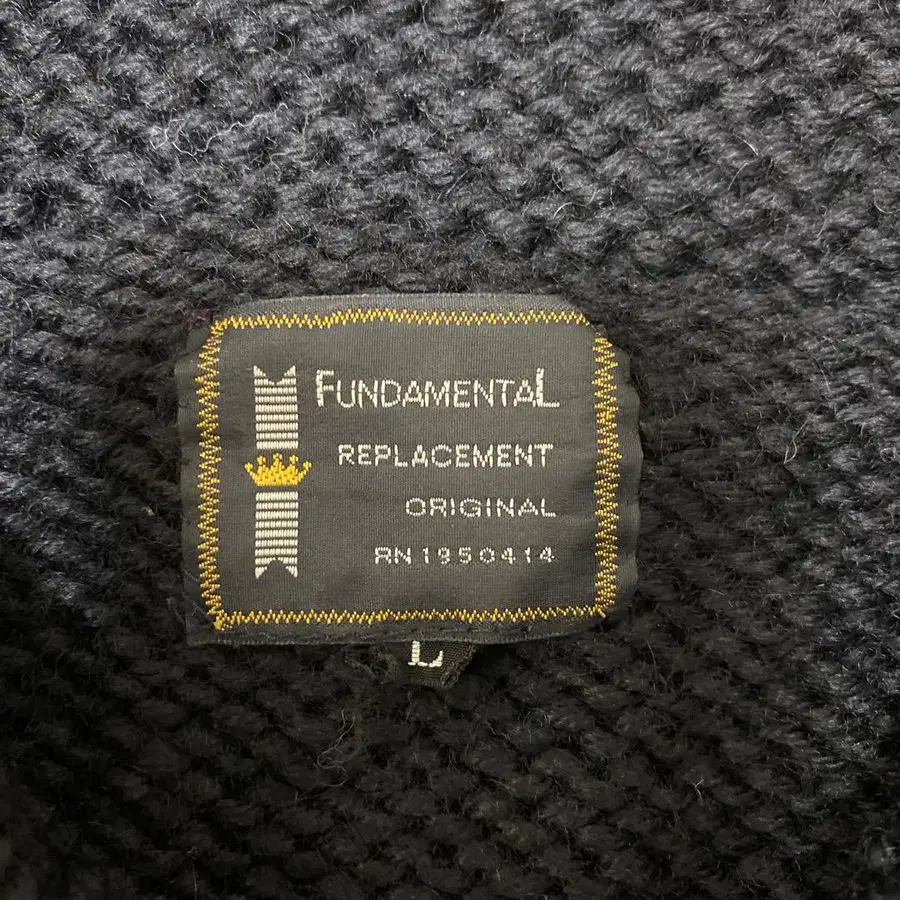 FUNDAMENTAL
REPLACEMENT
ORIGINAL
RN 1950414
L